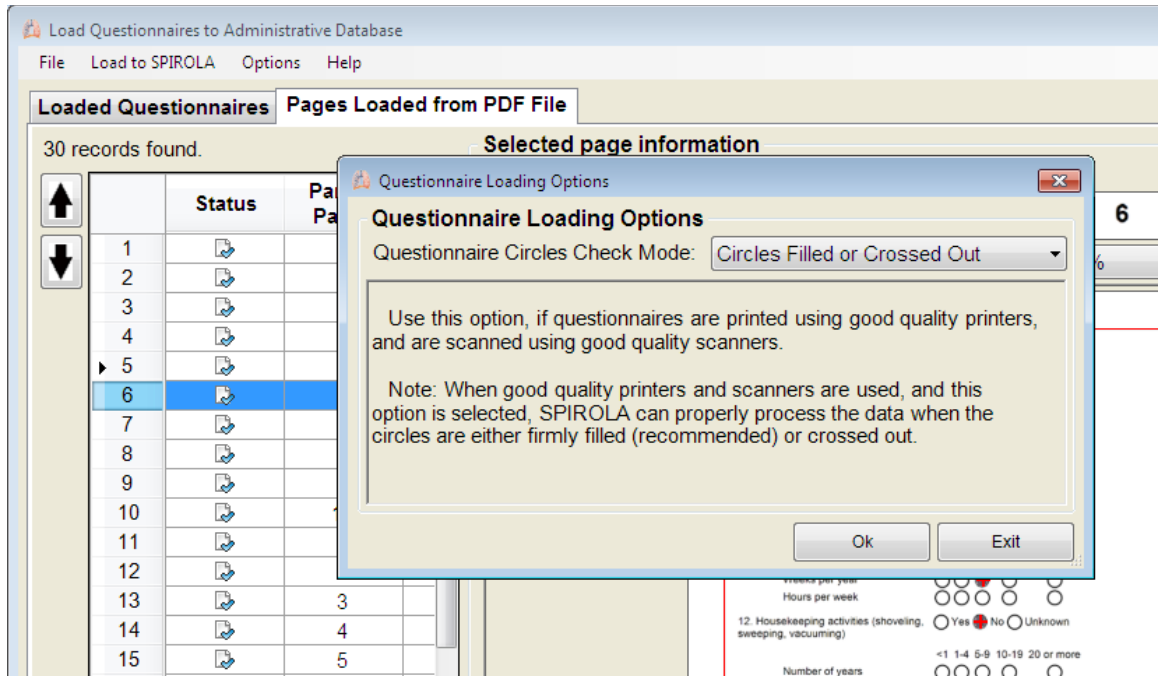 Load Questionnaires to Administrative Database
File Load to SPIROLA Options Help
Loaded Questionnaires Pages Loaded from PDF File
30 records found.
Selected page information
Questionnaire Loading Options
Status
6
Questionnaire Loading Options
Questionnaire Circles Check Mode: Circles Filled or Crossed Out
%
Use this option, if questionnaires are printed using good quality printers,
and are scanned using good quality scanners.
Note: When good quality printers and scanners are used, and this
option is selected, SPIROLA can properly process the data when the
circles are either firmly filled (recommended) or crossed out.
Ok Exit
1
2
3
4
5
6
7
8
9
10
11
12
13 3
14 4
15 5
Weeks per year
Hours per week
12. Housekeeping activities (shoveling, Yes No Unknown
sweeping, vacuuming)
<1 1-4 5-9 10-19 20 or more
Number of years